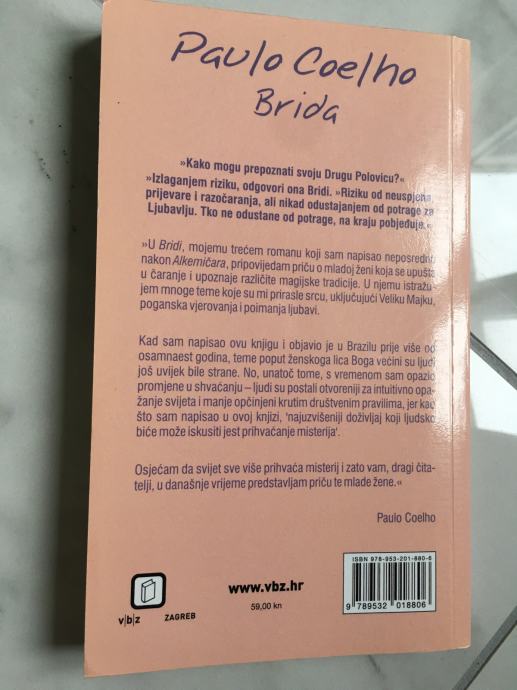 Paulo Coelho
Brida
»Kako mogu prepoznati svoju Drugu Polovicu?«
»Izlaganjem riziku, odgovori ona Bridi. »Riziku od neuspjeha,
prijevare i razočaranja, ali nikad odustajanjem od potrage za
Ljubavlju. Tko ne odustane od potrage, na kraju pobjeđuje.«
»U Bridi, mojemu trećem romanu koji sam napisao neposredno
nakon Alkemičara, pripovijedam priču o mladoj ženi koja se upušta
u čaranje i upoznaje različite magijske tradicije. U njemu istražu-
jem mnoge teme koje su mi prirasle srcu, uključujući Veliku Majku,
poganska vjerovanja i poimanja ljubavi.
Kad sam napisao ovu knjigu i objavio je u Brazilu prije više od
osamnaest godina, teme poput ženskoga lica Boga većini su ljudi
još uvijek bile strane. No, unatoč tome, s vremenom sam opazio
promjene u shvaćanju – ljudi su postali otvoreniji za intuitivno opa-
žanje svijeta i manje opčinjeni krutim društvenim pravilima, jer kao
što sam napisao u ovoj knjizi, 'najuzvišeniji doživljaj koji ljudsko
biće može iskusiti jest prihvaćanje misterija'.
Osjećam da svijet sve više prihvaća misterij i zato vam, dragi čita-
telji, u današnje vrijeme predstavljam priču te mlade žene.«
Paulo Coelho
ISBN 978-953-201-880-6
9 789532 018806
www.vbz.hr
59,00 kn
v|b|z ZAGREB